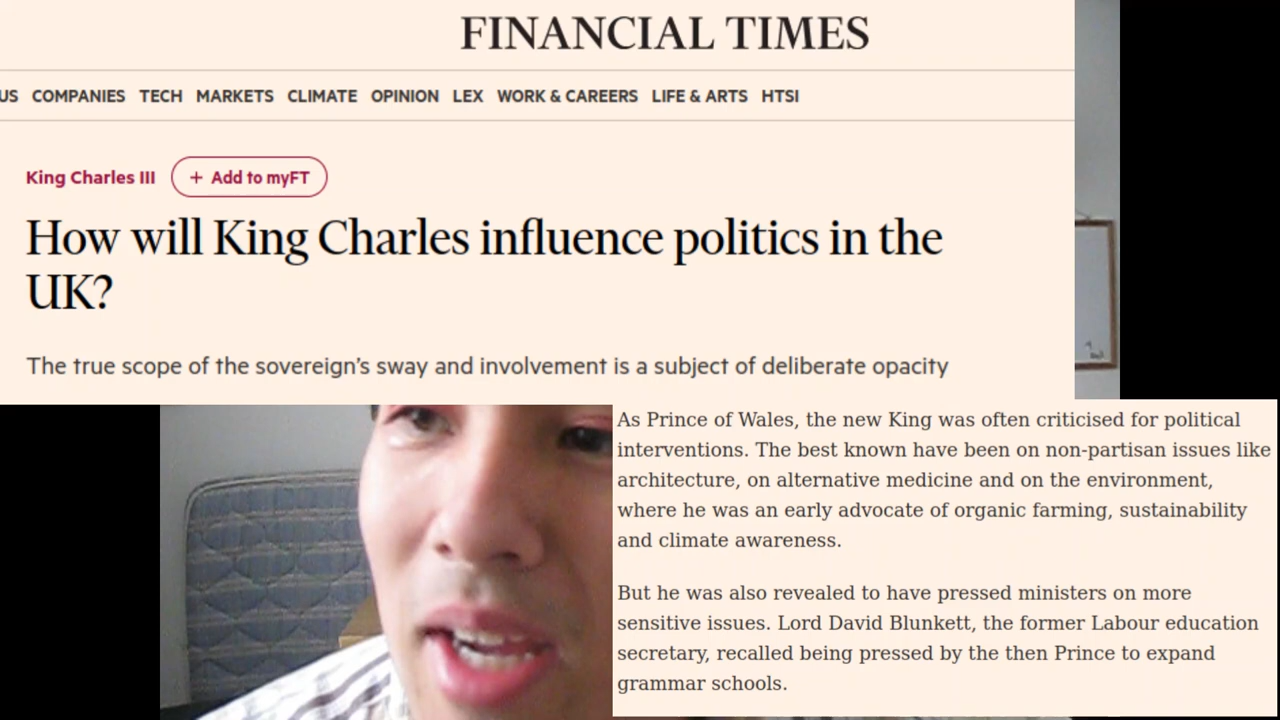 FINANCIAL TIMES
US COMPANIES TECH MARKETS CLIMATE OPINION LEX WORK & CAREERS LIFE & ARTS HTSI
King Charles III + Add to myFT
How will King Charles influence politics in the
UK?
The true scope of the sovereign’s sway and involvement is a subject of deliberate opacity
As Prince of Wales, the new King was often criticised for political
interventions. The best known have been on non-partisan issues like
architecture, on alternative medicine and on the environment,
where he was an early advocate of organic farming, sustainability
and climate awareness.
But he was also revealed to have pressed ministers on more
sensitive issues. Lord David Blunkett, the former Labour education
secretary, recalled being pressed by the then Prince to expand
grammar schools.